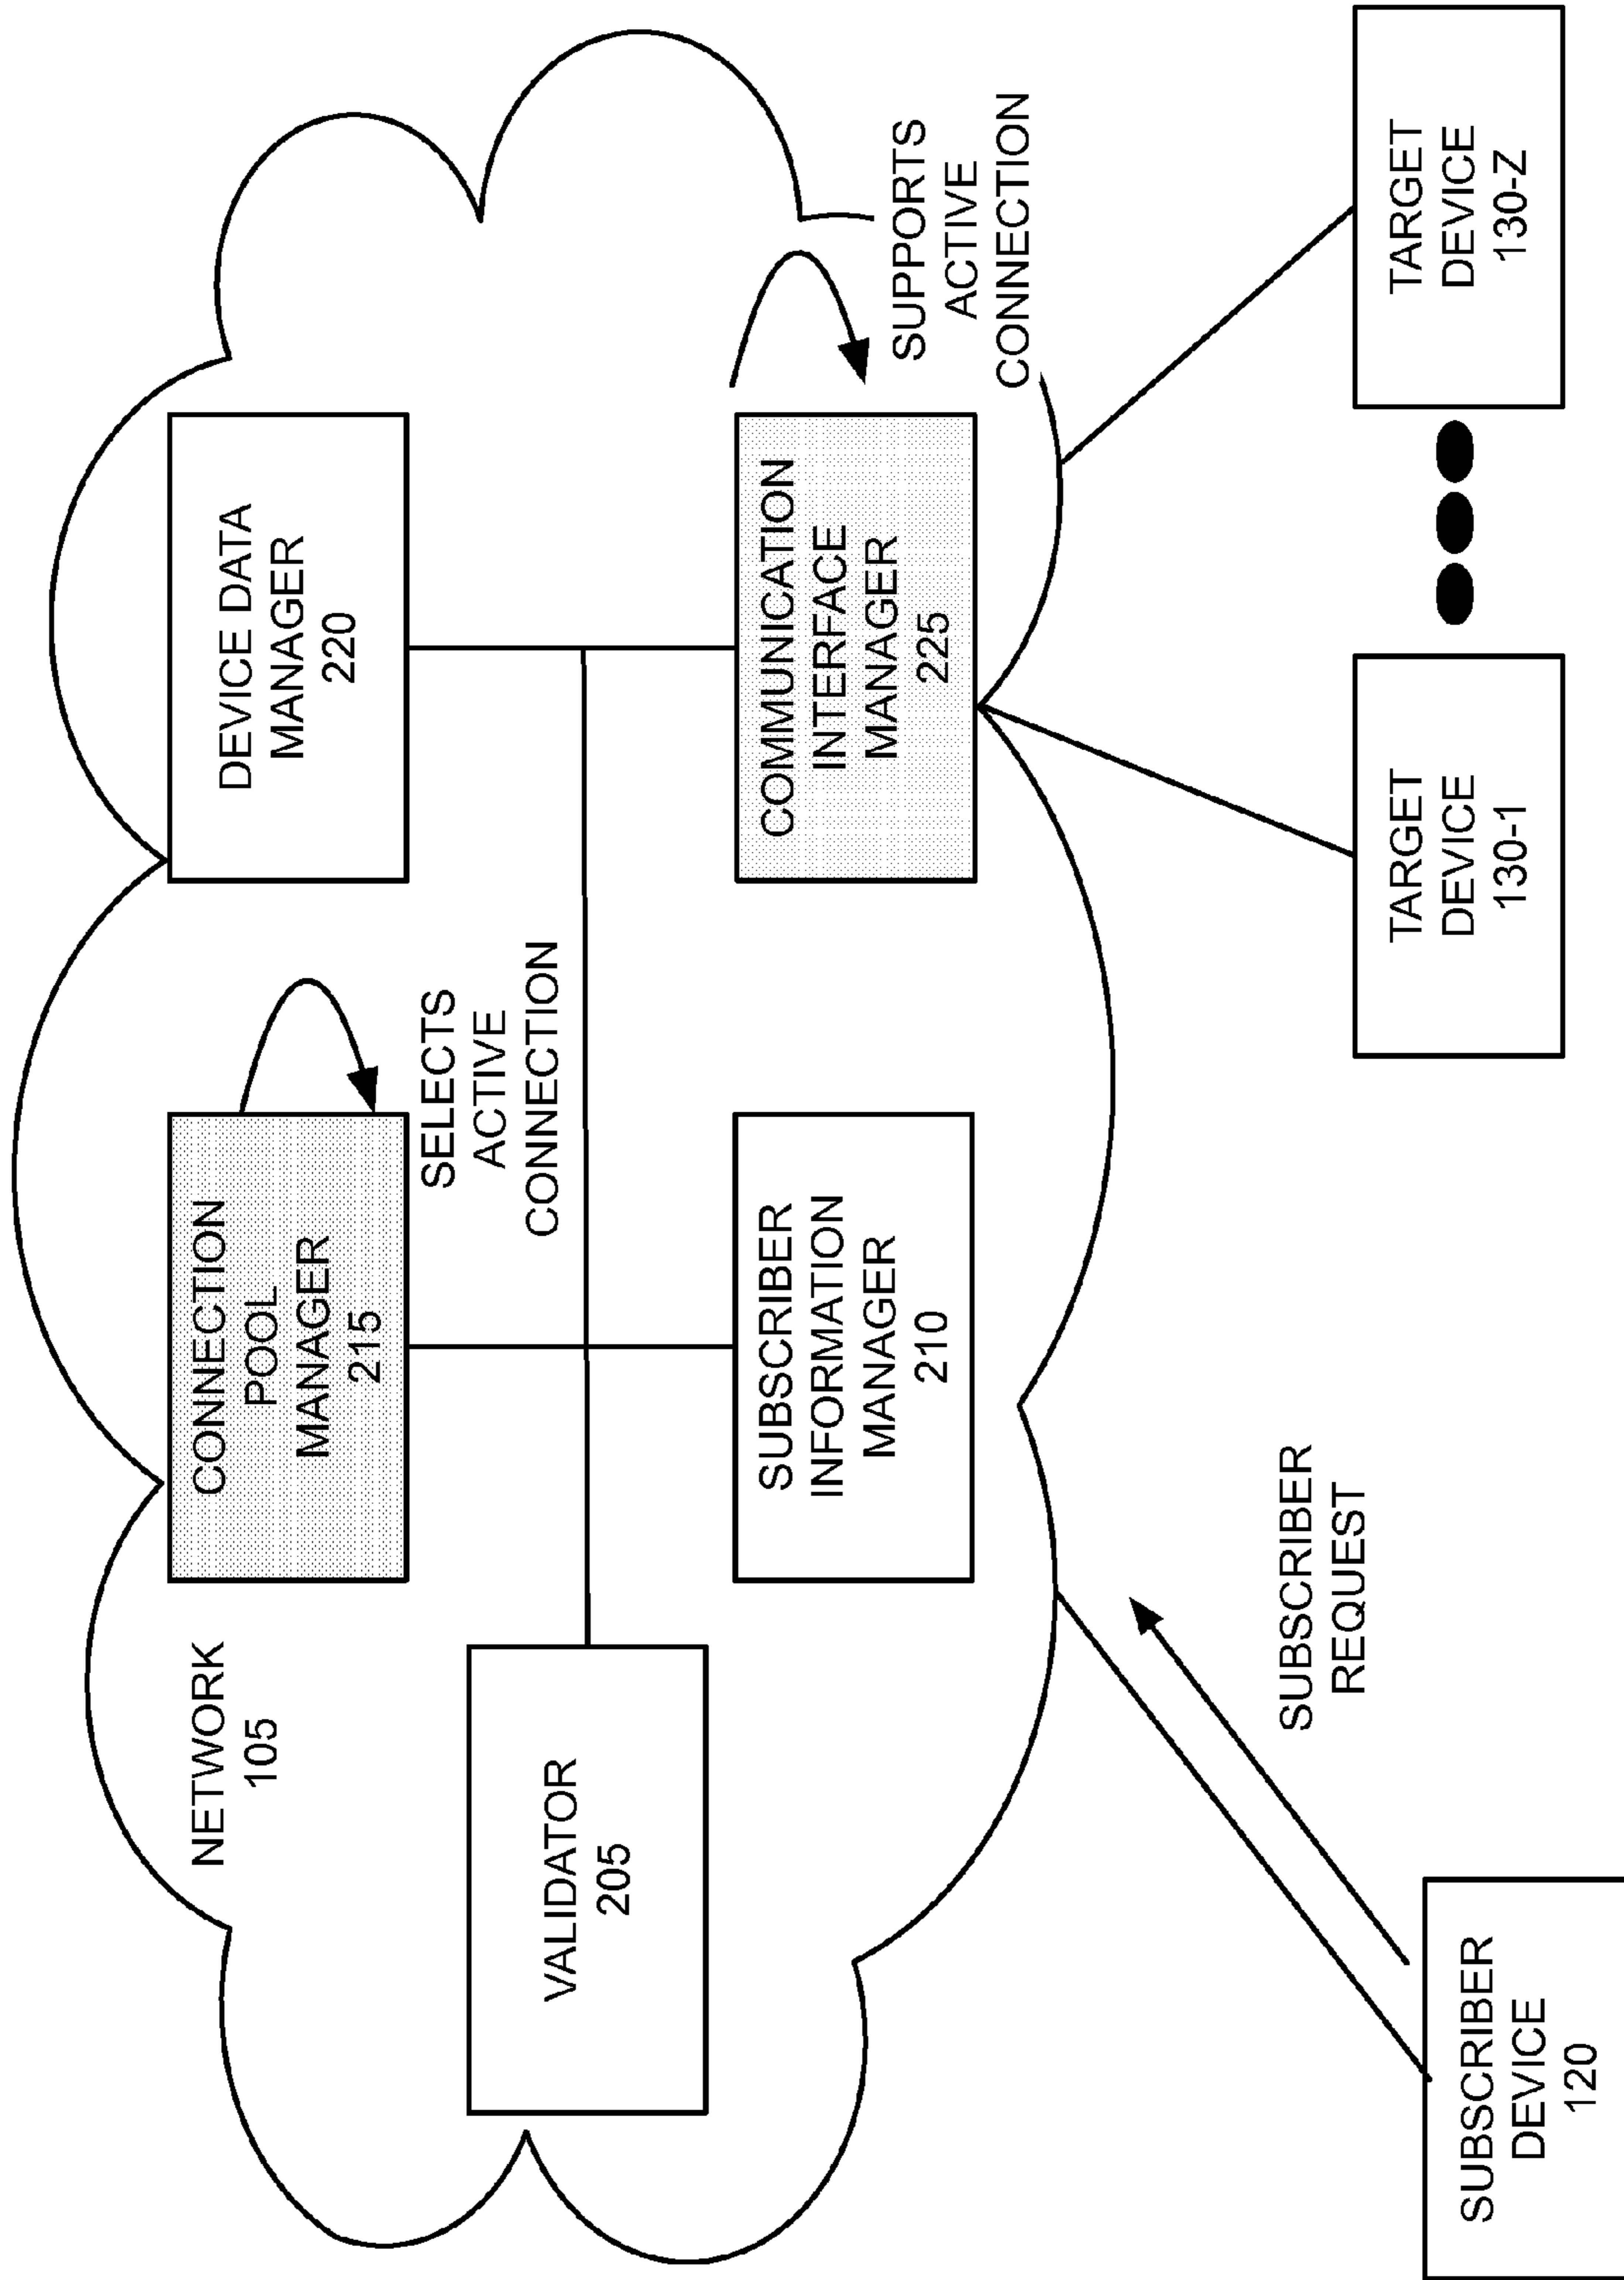 NETWORK
105
CONNECTION
POOL
MANAGER
215
DEVICE DATA
MANAGER
220
SELECTS
ACTIVE
CONNECTION
VALIDATOR
205
SUBSCRIBER
INFORMATION
MANAGER
210
COMMUNICATION
INTERFACE
MANAGER
225
SUPPORTS
ACTIVE
CONNECTION
SUBSCRIBER
REQUEST
SUBSCRIBER
DEVICE
120
TARGET
DEVICE
130-1
TARGET
DEVICE
130-Z